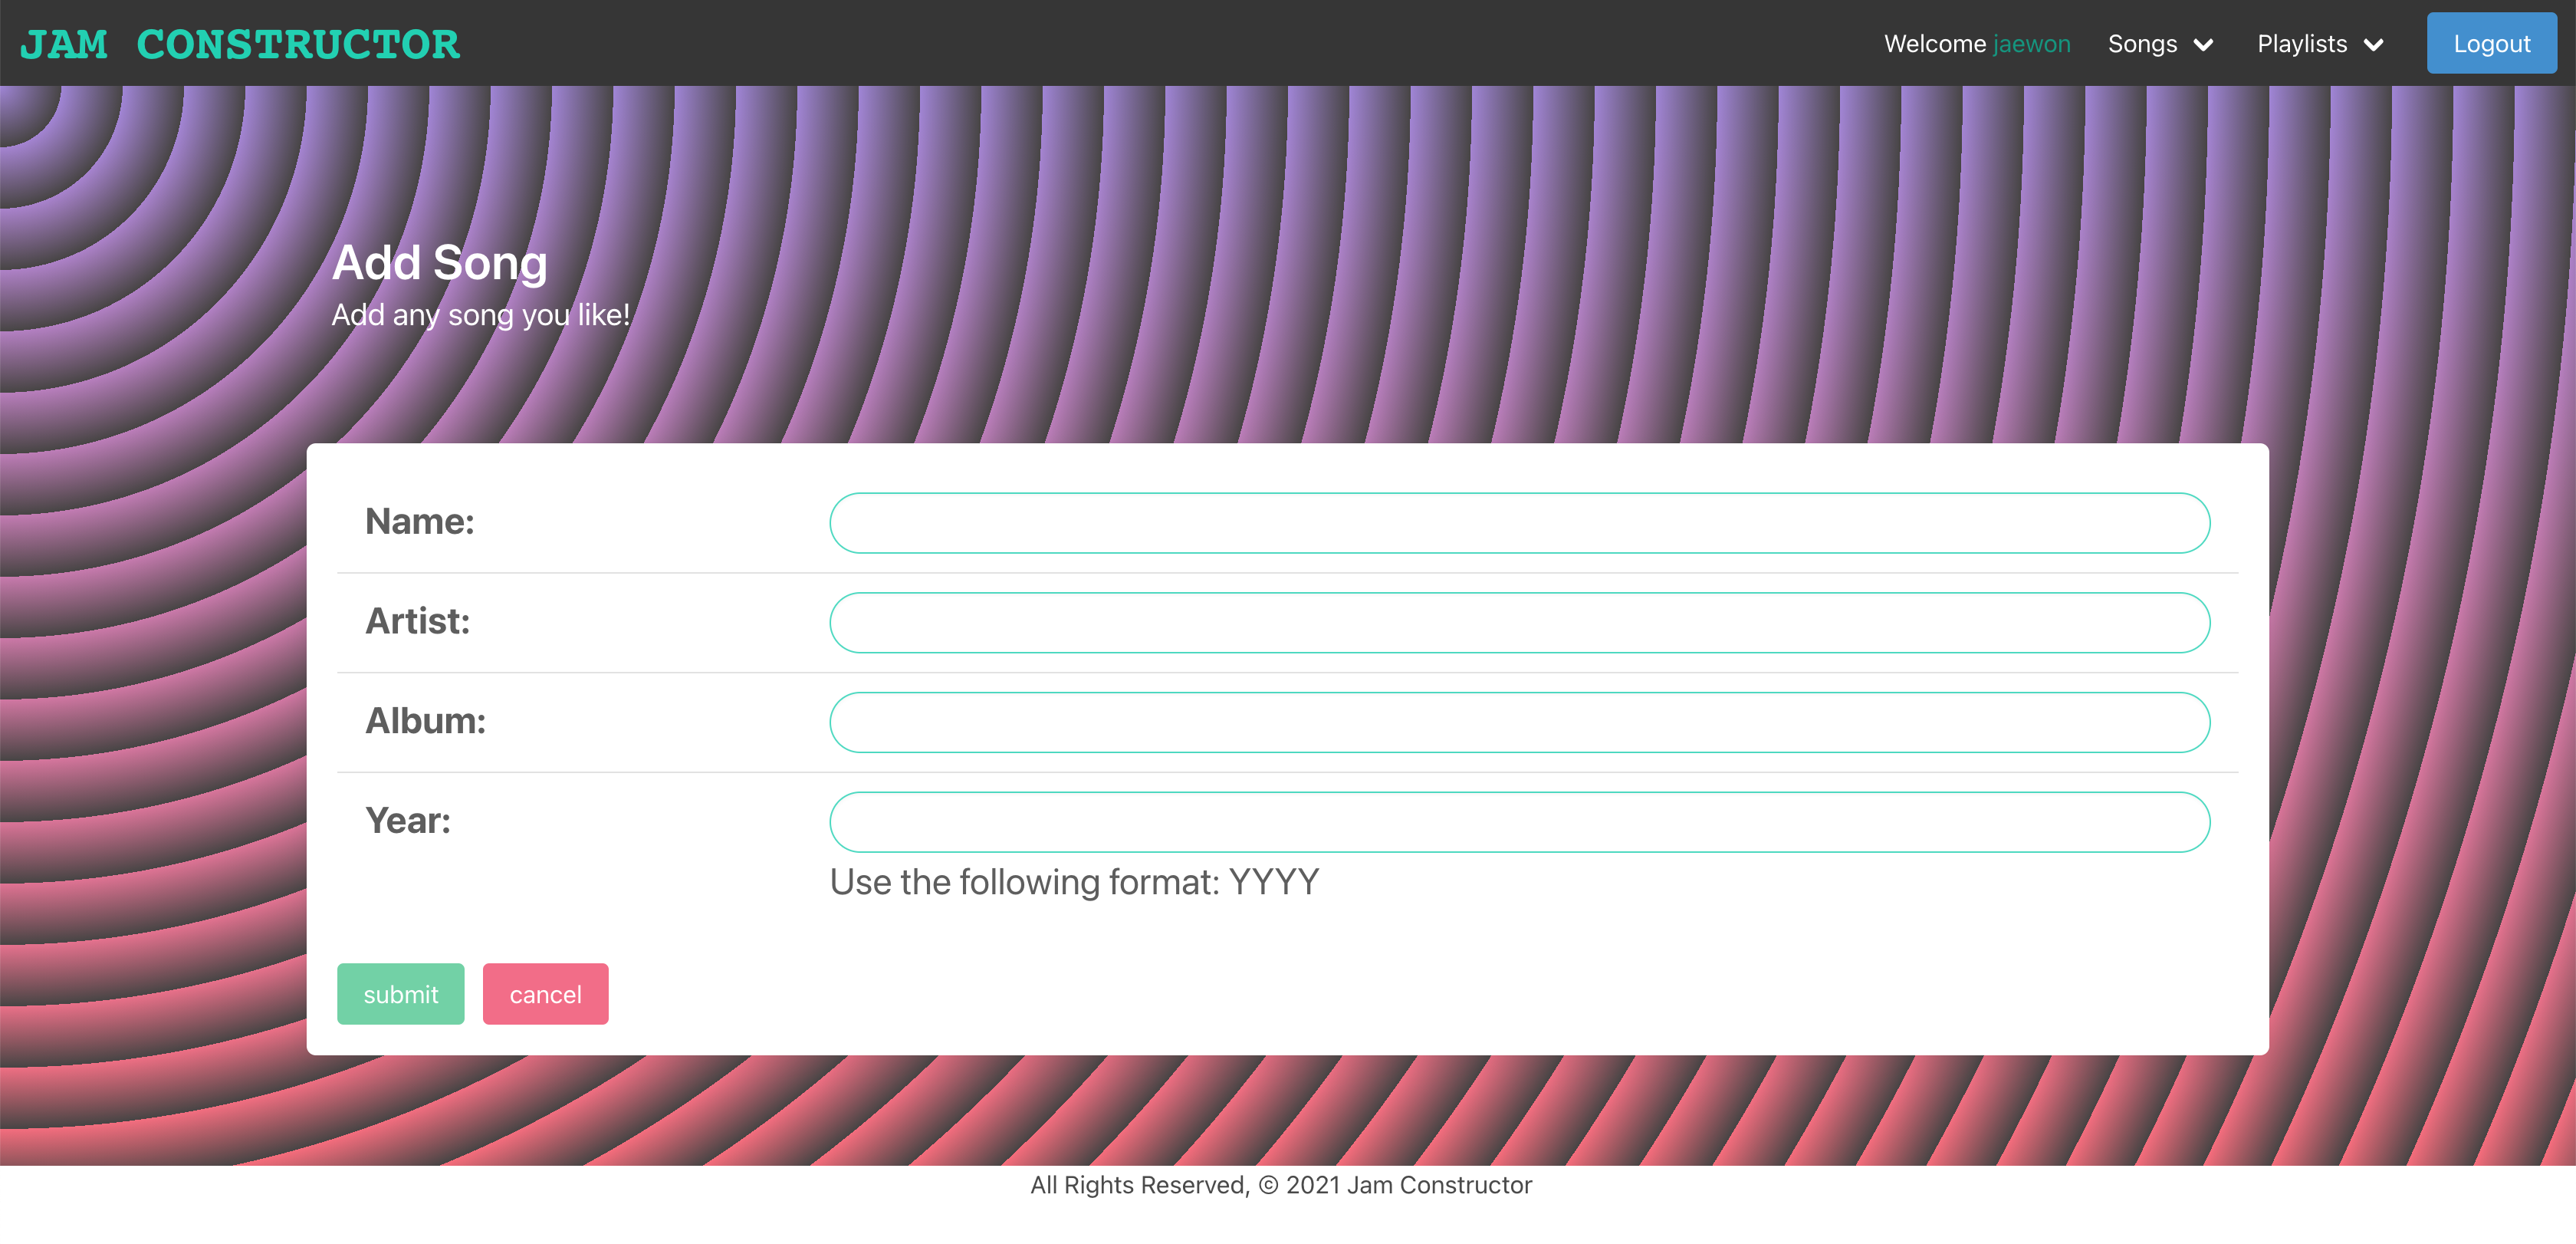 JAM CONSTRUCTOR
Welcome jaewon Songs Playlists Logout
Add Song
Add any song you like!
Name:
Artist:
Album:
Year:
Use the following format: YYYY
submit cancel
All Rights Reserved, © 2021 Jam Constructor